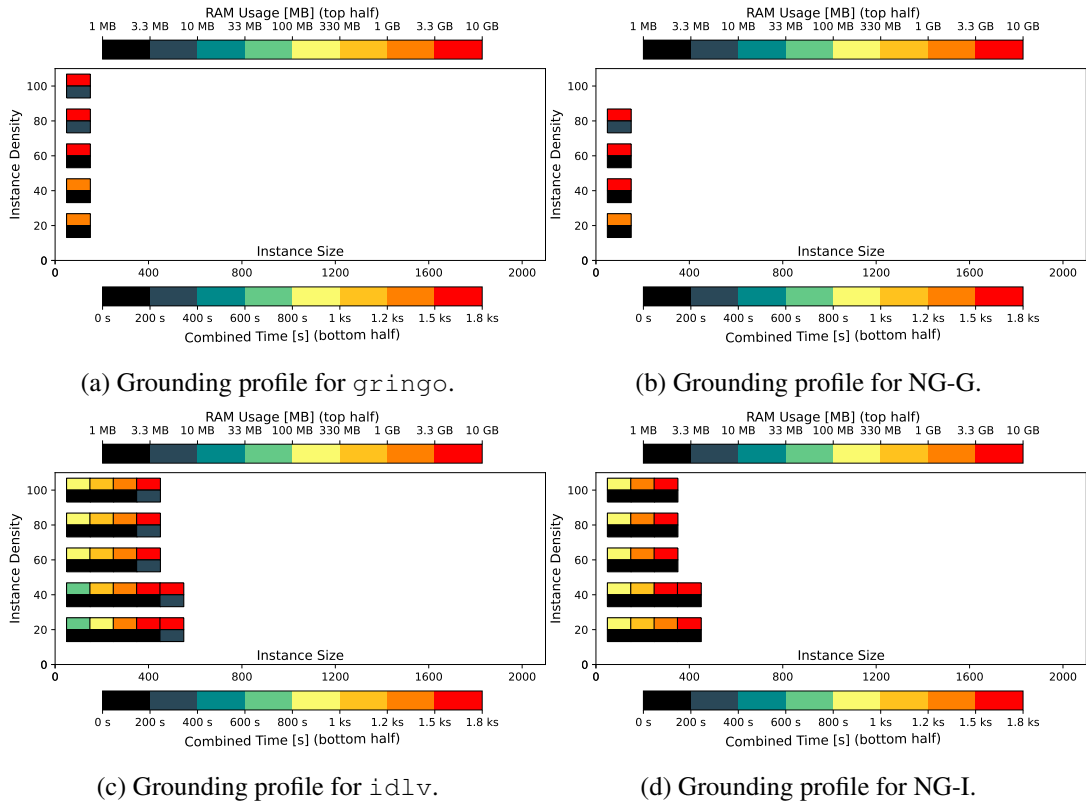 RAM Usage [MB] (top half)
1 MB 3.3 MB 10 MB 33 MB 100 MB 330 MB 1 GB 3.3 GB 10 GB
Instance Density
100
80
60
40
20
0
Instance Size
0 400 800 1200 1600 2000
0 s 200 s 400 s 600 s 800 s 1 ks 1.2 ks 1.5 ks 1.8 ks
Combined Time [s] (bottom half)
(a) Grounding profile for gringo.
RAM Usage [MB] (top half)
1 MB 3.3 MB 10 MB 33 MB 100 MB 330 MB 1 GB 3.3 GB 10 GB
Instance Density
100
80
60
40
20
0
Instance Size
0 400 800 1200 1600 2000
0 s 200 s 400 s 600 s 800 s 1 ks 1.2 ks 1.5 ks 1.8 ks
Combined Time [s] (bottom half)
(b) Grounding profile for NG-G.
RAM Usage [MB] (top half)
1 MB 3.3 MB 10 MB 33 MB 100 MB 330 MB 1 GB 3.3 GB 10 GB
Instance Density
100
80
60
40
20
0
Instance Size
0 400 800 1200 1600 2000
0 s 200 s 400 s 600 s 800 s 1 ks 1.2 ks 1.5 ks 1.8 ks
Combined Time [s] (bottom half)
(c) Grounding profile for idlv.
RAM Usage [MB] (top half)
1 MB 3.3 MB 10 MB 33 MB 100 MB 330 MB 1 GB 3.3 GB 10 GB
Instance Density
100
80
60
40
20
0
Instance Size
0 400 800 1200 1600 2000
0 s 200 s 400 s 600 s 800 s 1 ks 1.2 ks 1.5 ks 1.8 ks
Combined Time [s] (bottom half)
(d) Grounding profile for NG-I.